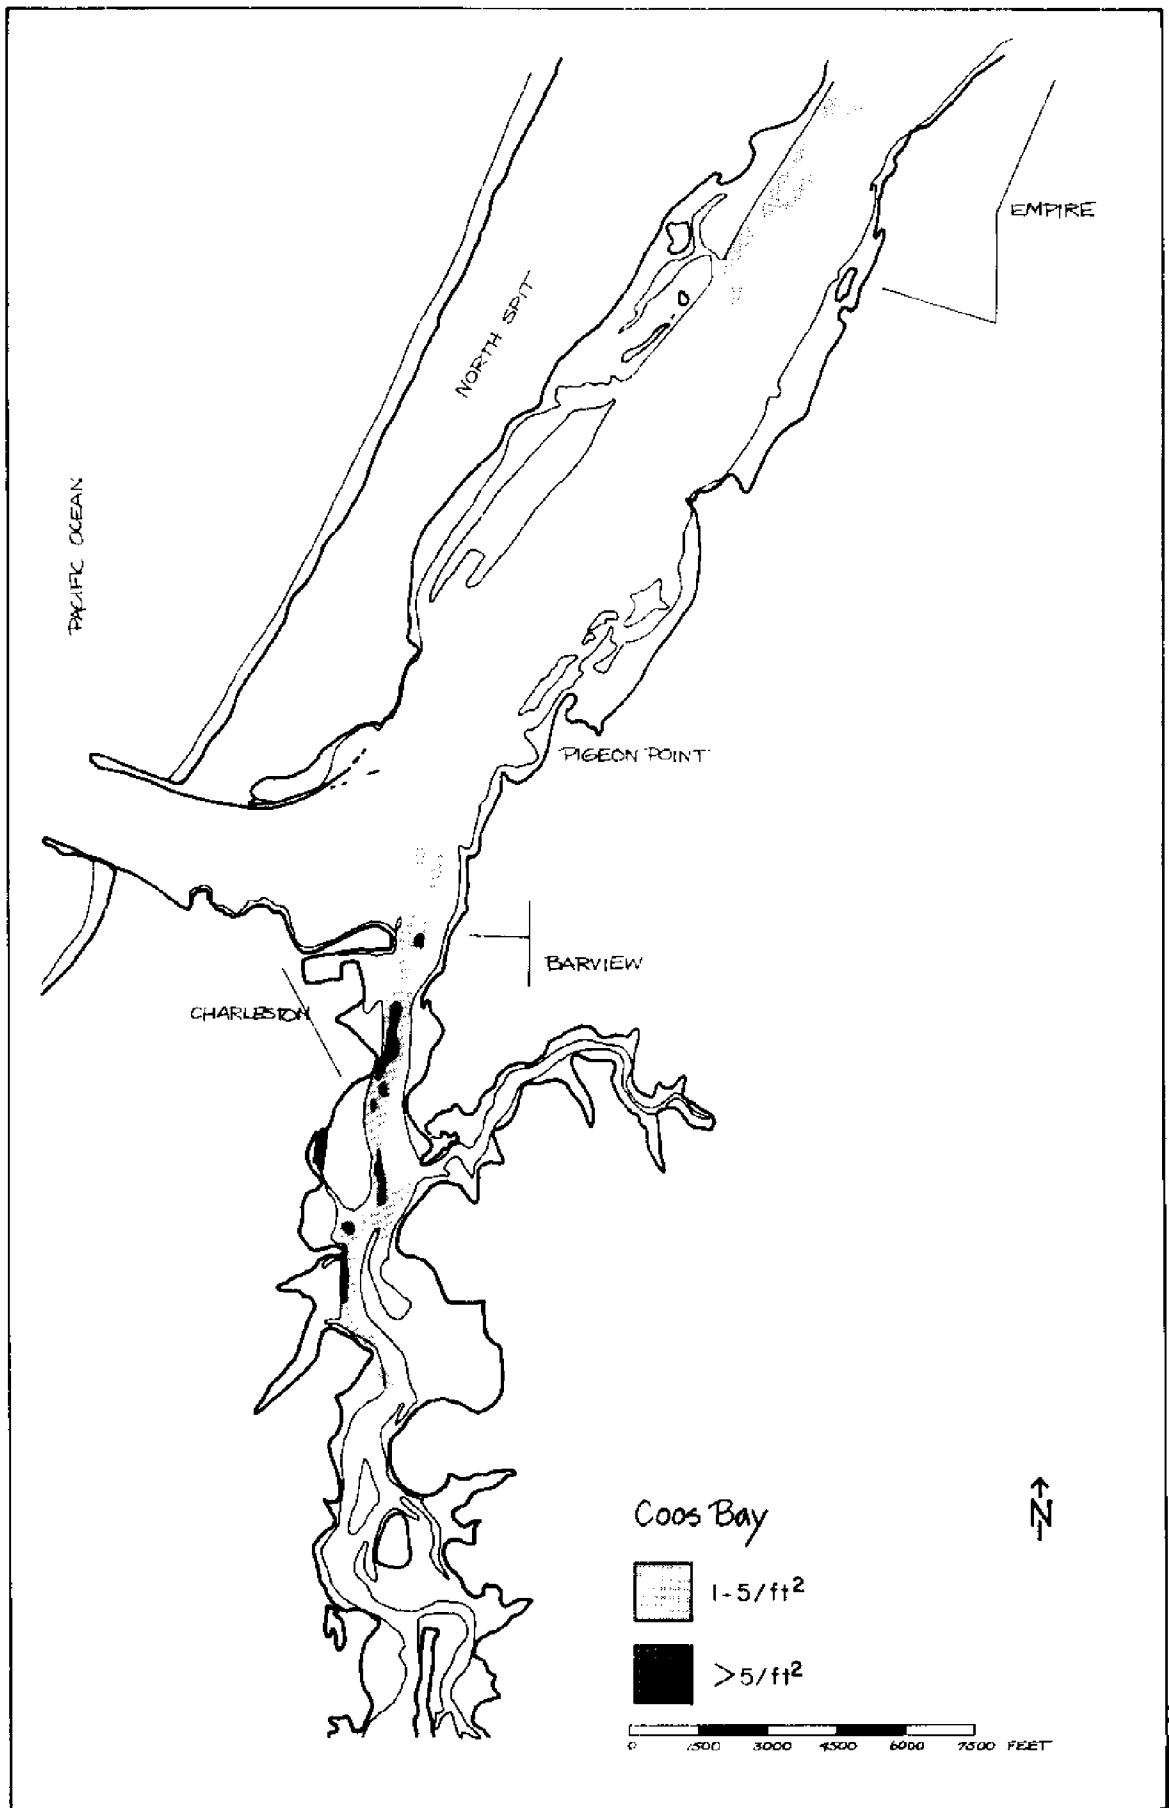 EMPIRE
NORTH SPIT
PACIFIC OCEAN
PIGEON POINT
BARVIEW
CHARLESTON
Coos Bay
N
1-5/ft²
>5/ft²
0 1500 3000 4500 6000 7500 FEET